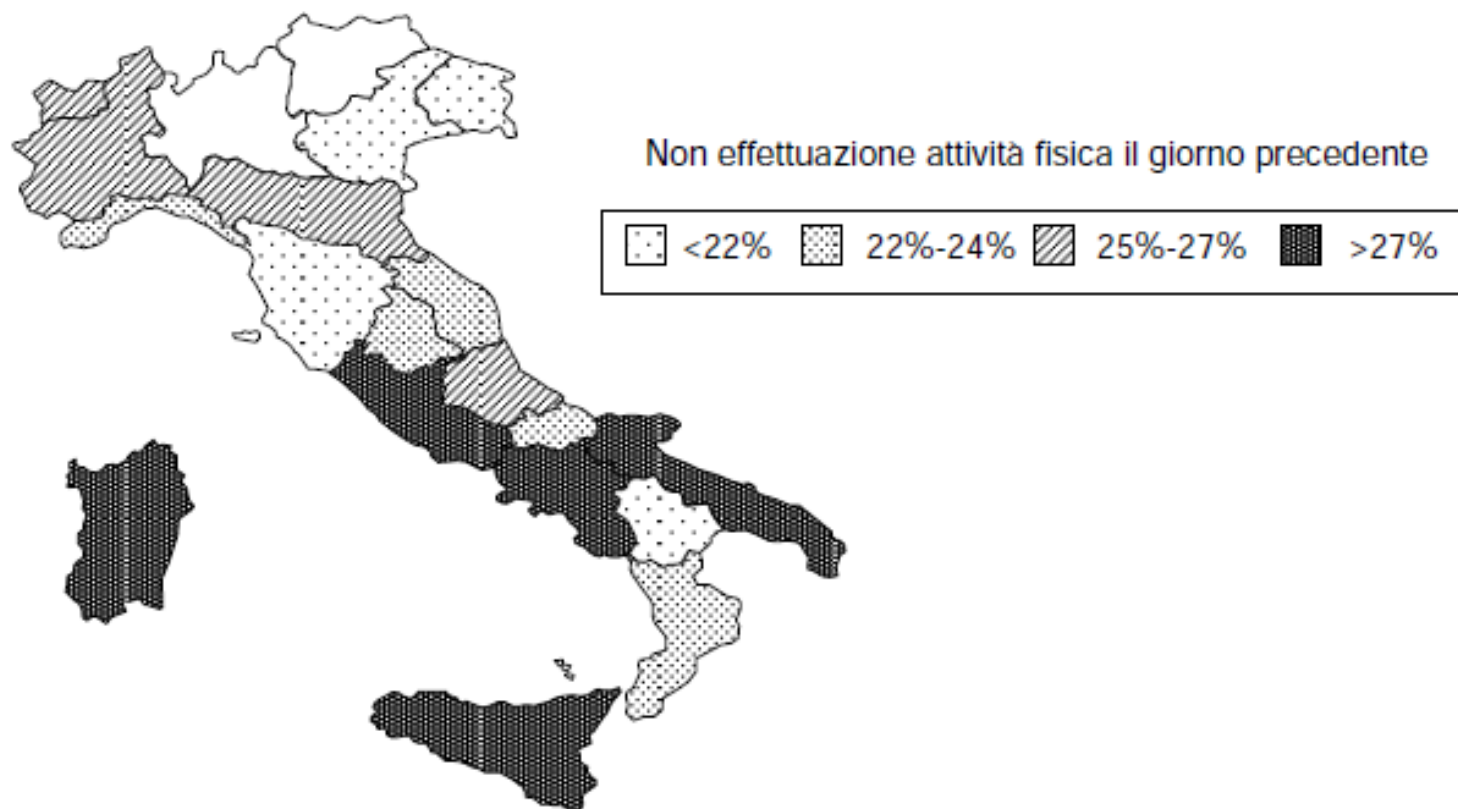 Non effettuazione attività fisica il giorno precedente
<22% 22%-24% 25%-27% >27%